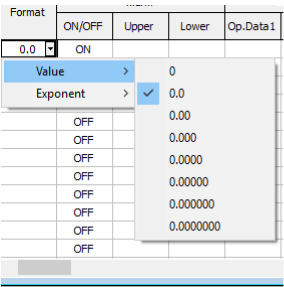 Format
ON/OFF Upper Lower Op.Data1
0.0 ON
Value > 0
Exponent > ✓ 0.0
0.00
OFF 0.000
OFF 0.0000
OFF 0.00000
OFF 0.000000
OFF 0.0000000
OFF
OFF
OFF